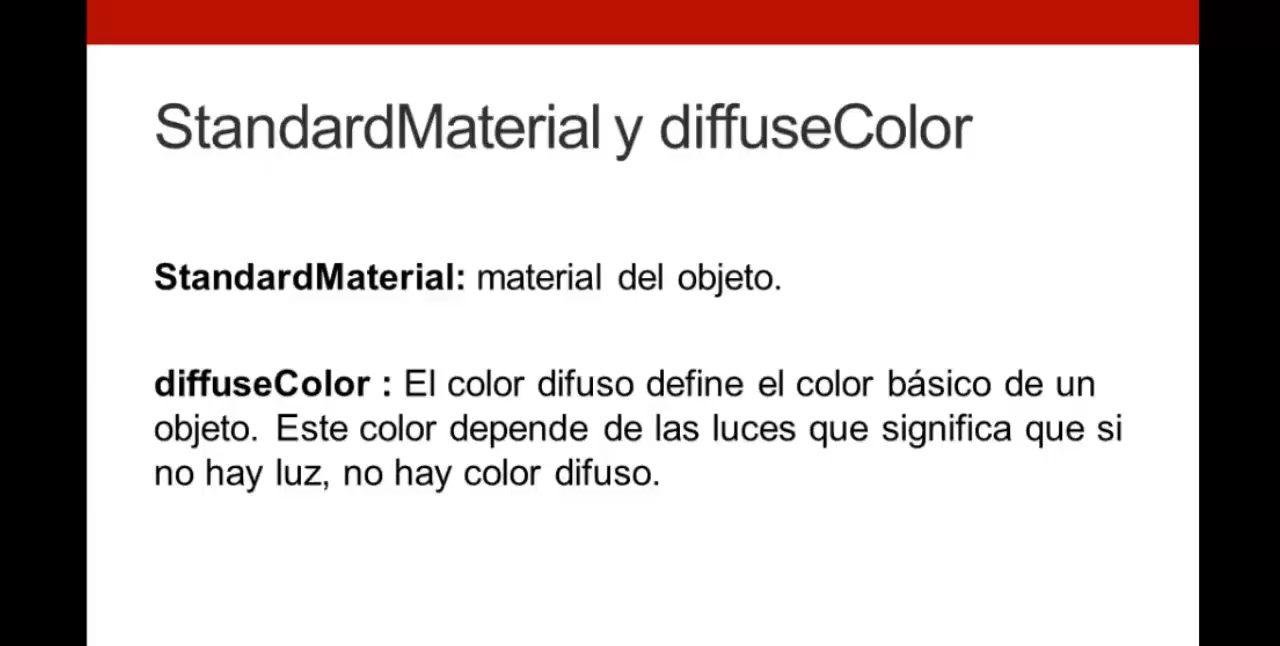 StandardMaterial y diffuseColor
StandardMaterial: material del objeto.
diffuseColor : El color difuso define el color básico de un
objeto. Este color depende de las luces que significa que si
no hay luz, no hay color difuso.